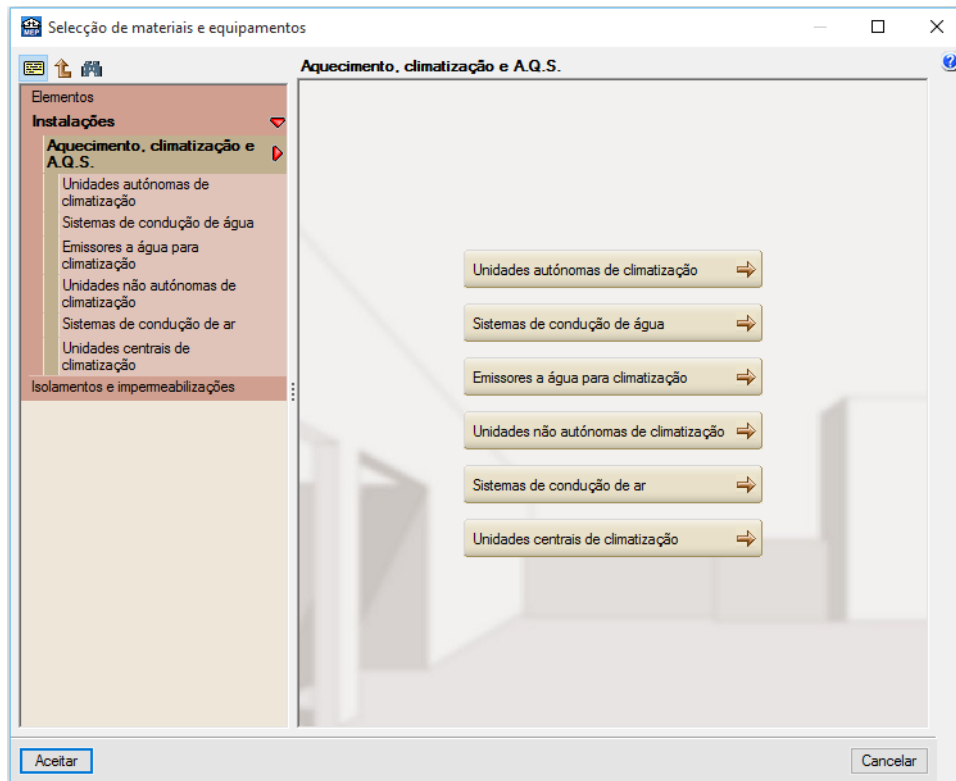 MEP
Selecção de materiais e equipamentos
Aquecimento, climatização e A.Q.S.
Elementos
Instalações
Aquecimento, climatização e
A.Q.S.
Unidades autónomas de
climatização
Sistemas de condução de água
Emissores a água para
climatização
Unidades não autónomas de
climatização
Sistemas de condução de ar
Unidades centrais de
climatização
Isolamentos e impermeabilizações
Unidades autónomas de climatização
Sistemas de condução de água
Emissores a água para climatização
Unidades não autónomas de climatização
Sistemas de condução de ar
Unidades centrais de climatização
Aceitar
Cancelar